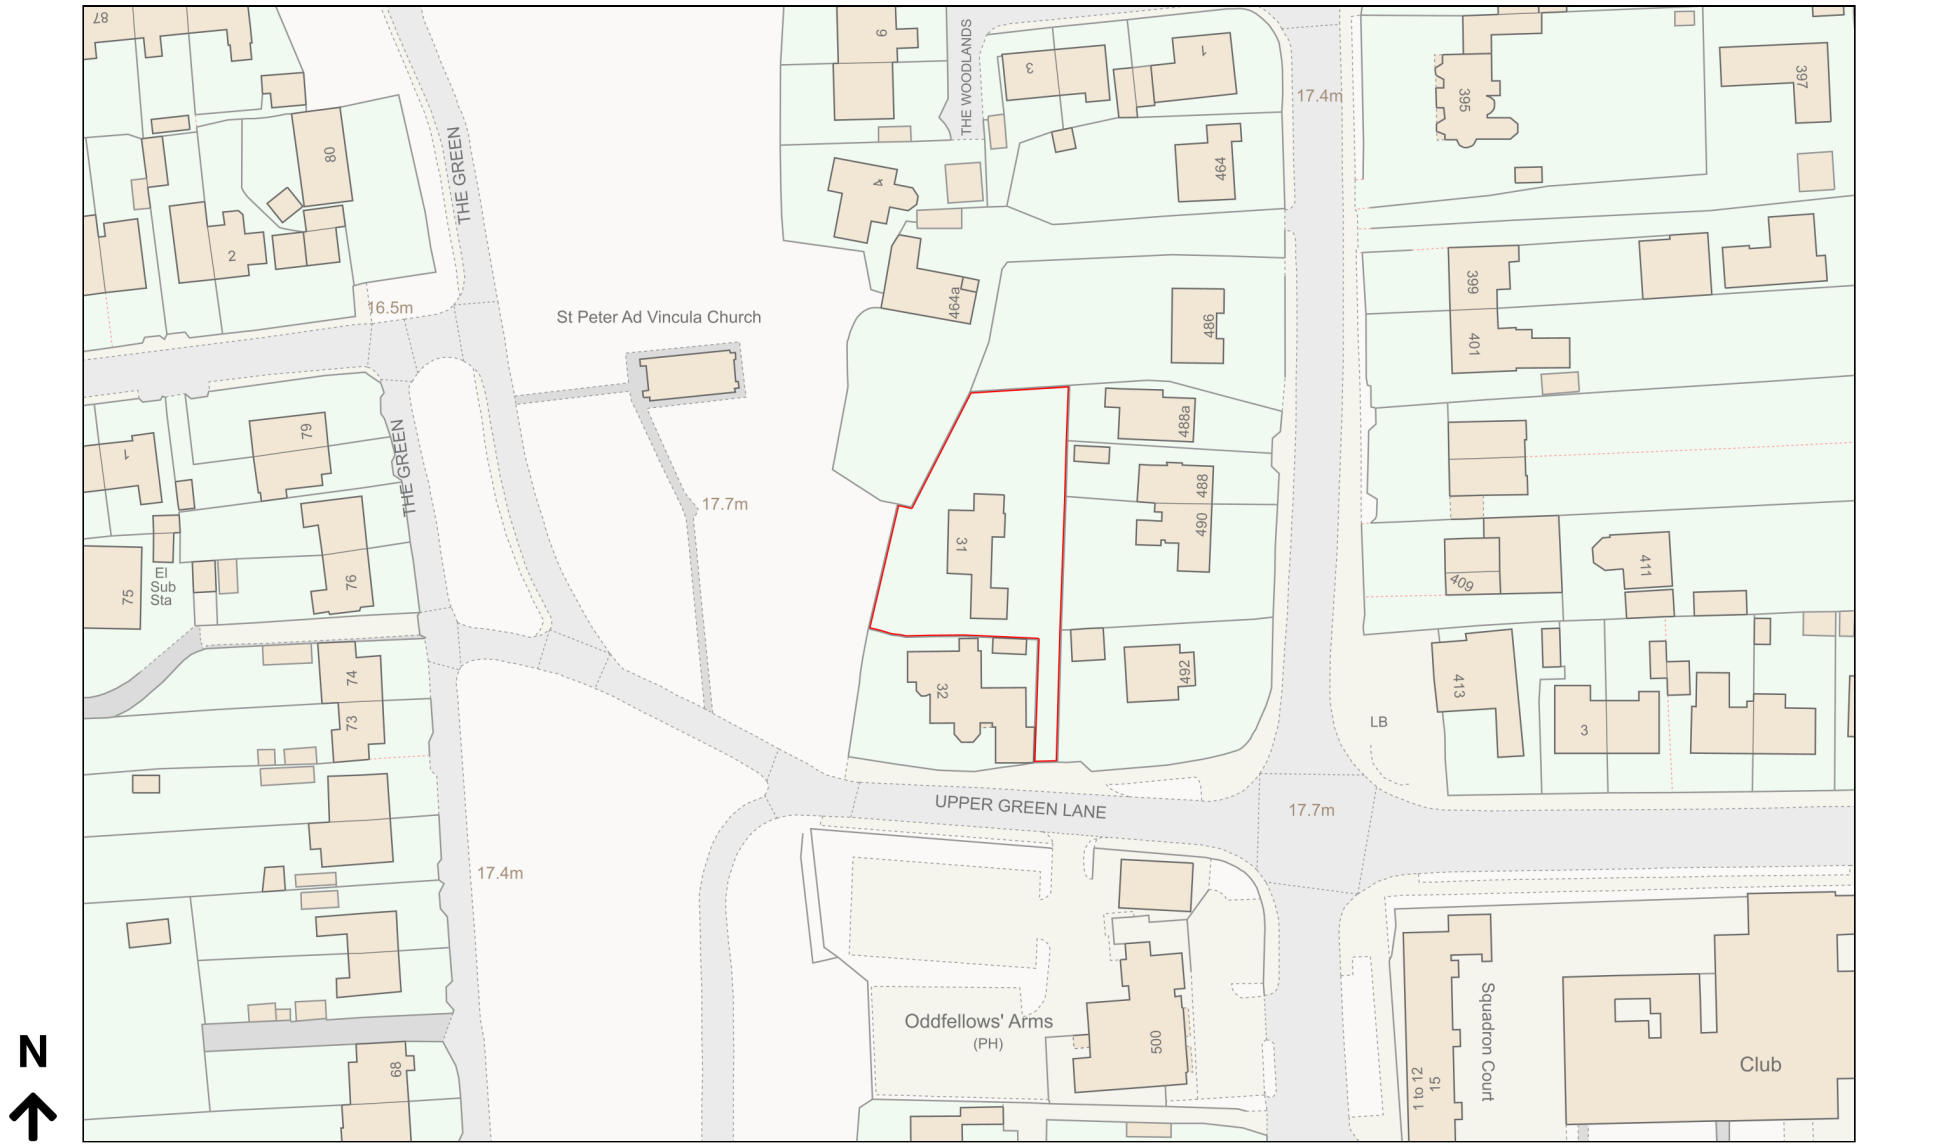 87
6
THE WOODLANDS
3
1
17.4m
395
397
80
THE GREEN
464
4
2
16.5m
464a
399
St Peter Ad Vincula Church
486
401
79
THE GREEN
488a
1
17.7m
488
490
31
409
411
El
Sub
Sta
75
76
74
32
492
413
73
LB
3
UPPER GREEN LANE
17.7m
17.4m
Oddfellows' Arms
(PH)
500
Squadron Court
1 to 12
15
Club
68
N